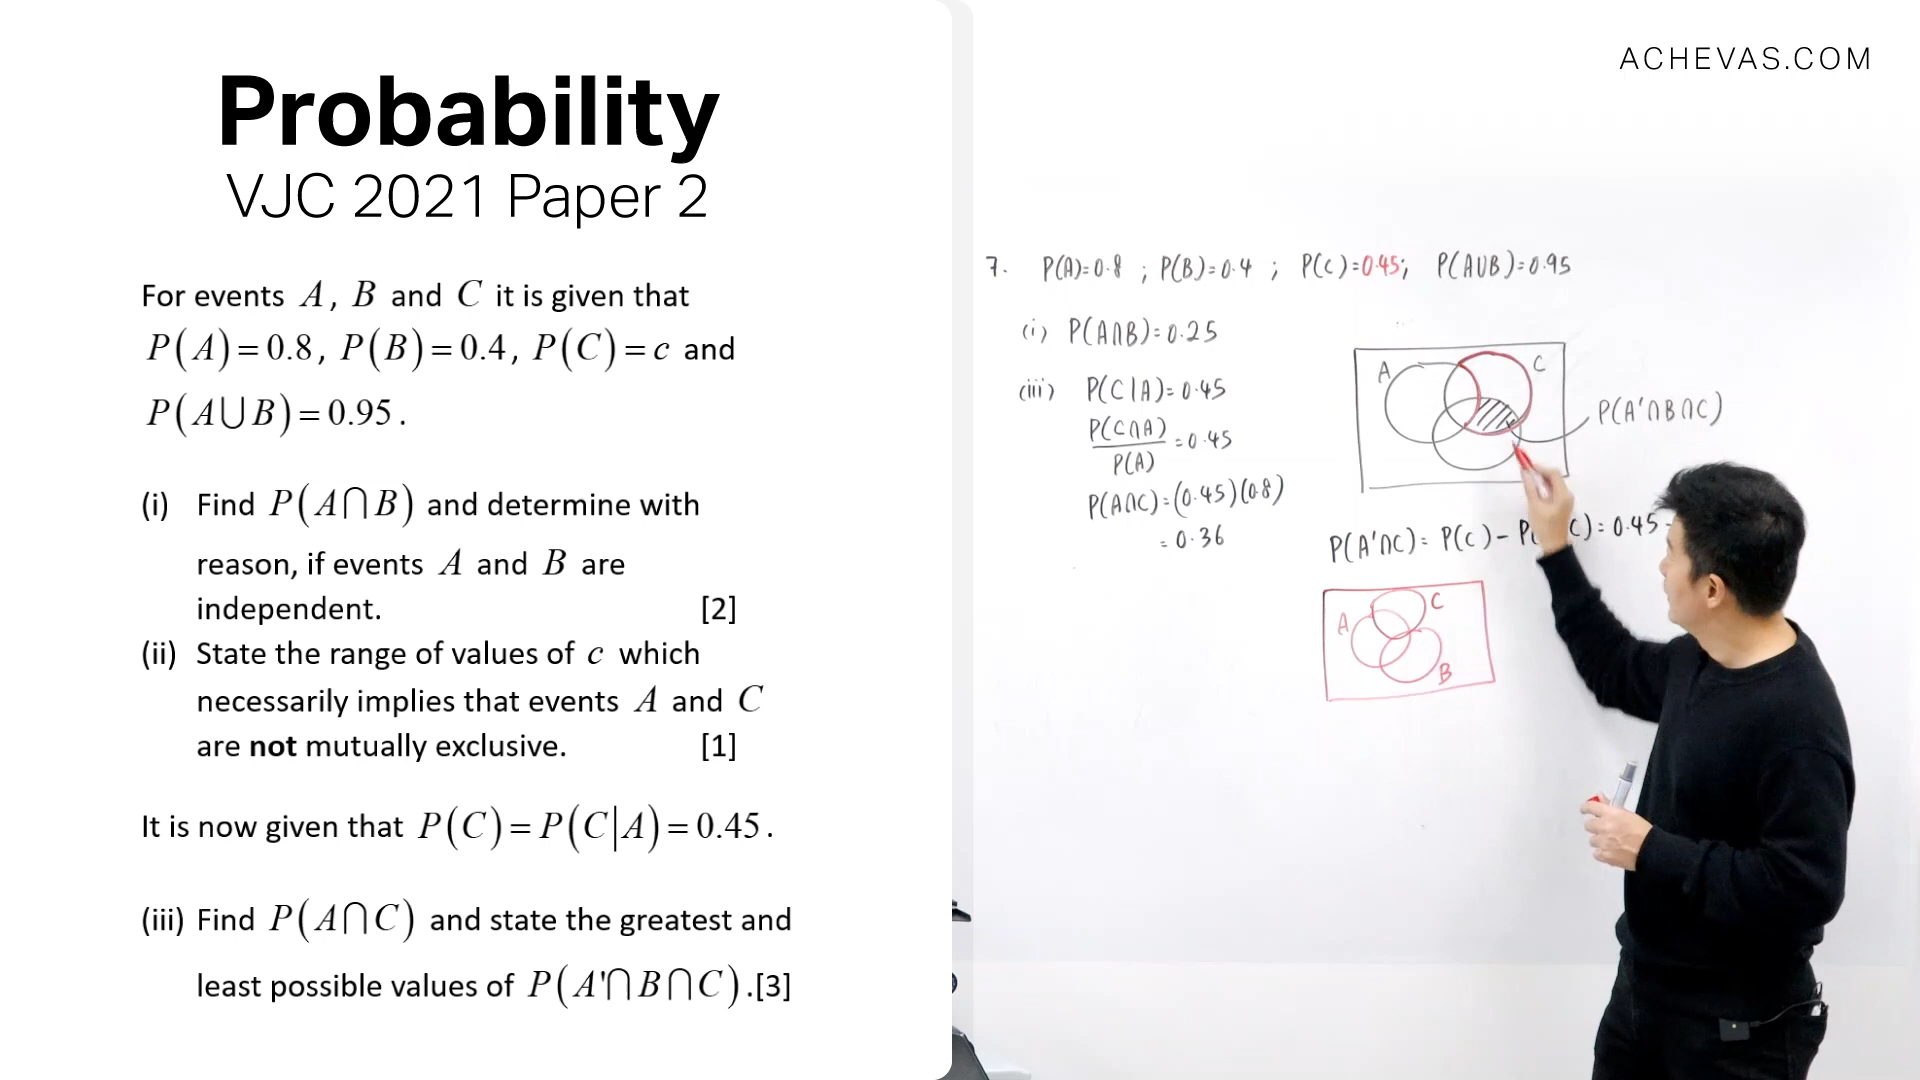 ACHEVAS.COM
Probability
VJC 2021 Paper 2
For events A, B and C it is given that
P(A)=0.8, P(B)=0.4, P(C)=c and
P(A∪B)=0.95.
(i) Find P(A∩B) and determine with
reason, if events A and B are
independent. [2]
(ii) State the range of values of c which
necessarily implies that events A and C
are not mutually exclusive. [1]
It is now given that P(C)=P(C|A)=0.45.
(iii) Find P(A∩C) and state the greatest and
least possible values of P(A'∩B∩C).[3]
7. P(A)=0.8 ; P(B)=0.4 ; P(C)=0.45; P(A∪B)=0.95
(i) P(A∩B)=0.25
(iii) P(C|A)=0.45
P(C∩A)/P(A) =0.45
P(A∩C)=(0.45)(0.8)
= 0.36
A C
P(A'∩B∩C)
P(A'∩C)= P(C)- P( C)= 0.45-
A C
B